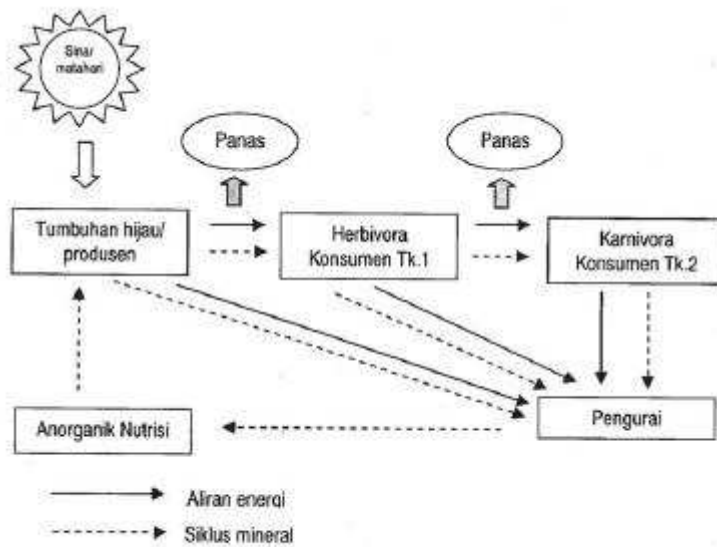 Sinar
matahari
Panas
Panas
Tumbuhan hijau/
produsen
Herbivora
Konsumen Tk.1
Karnivora
Konsumen Tk.2
Anorganik Nutrisi
Pengurai
Aliran energi
Siklus mineral